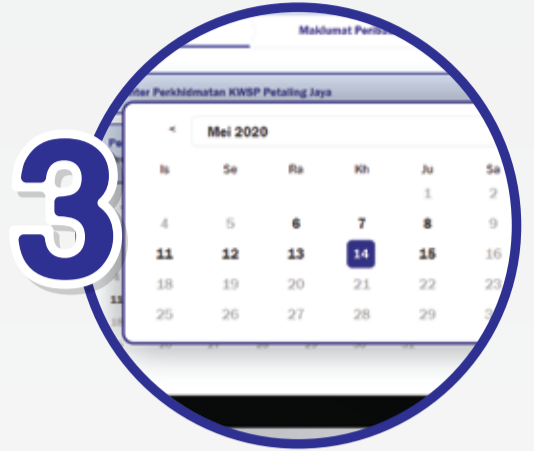 3
Maklumat
Perkhidmatan KWSP Petaling Jaya
< Mei 2020
Is Se Ra Kh Ju Sa
1 2
4 5 6 7 8 9
11 12 13 14 15 16
18 19 20 21 22 23
25 26 27 28 29